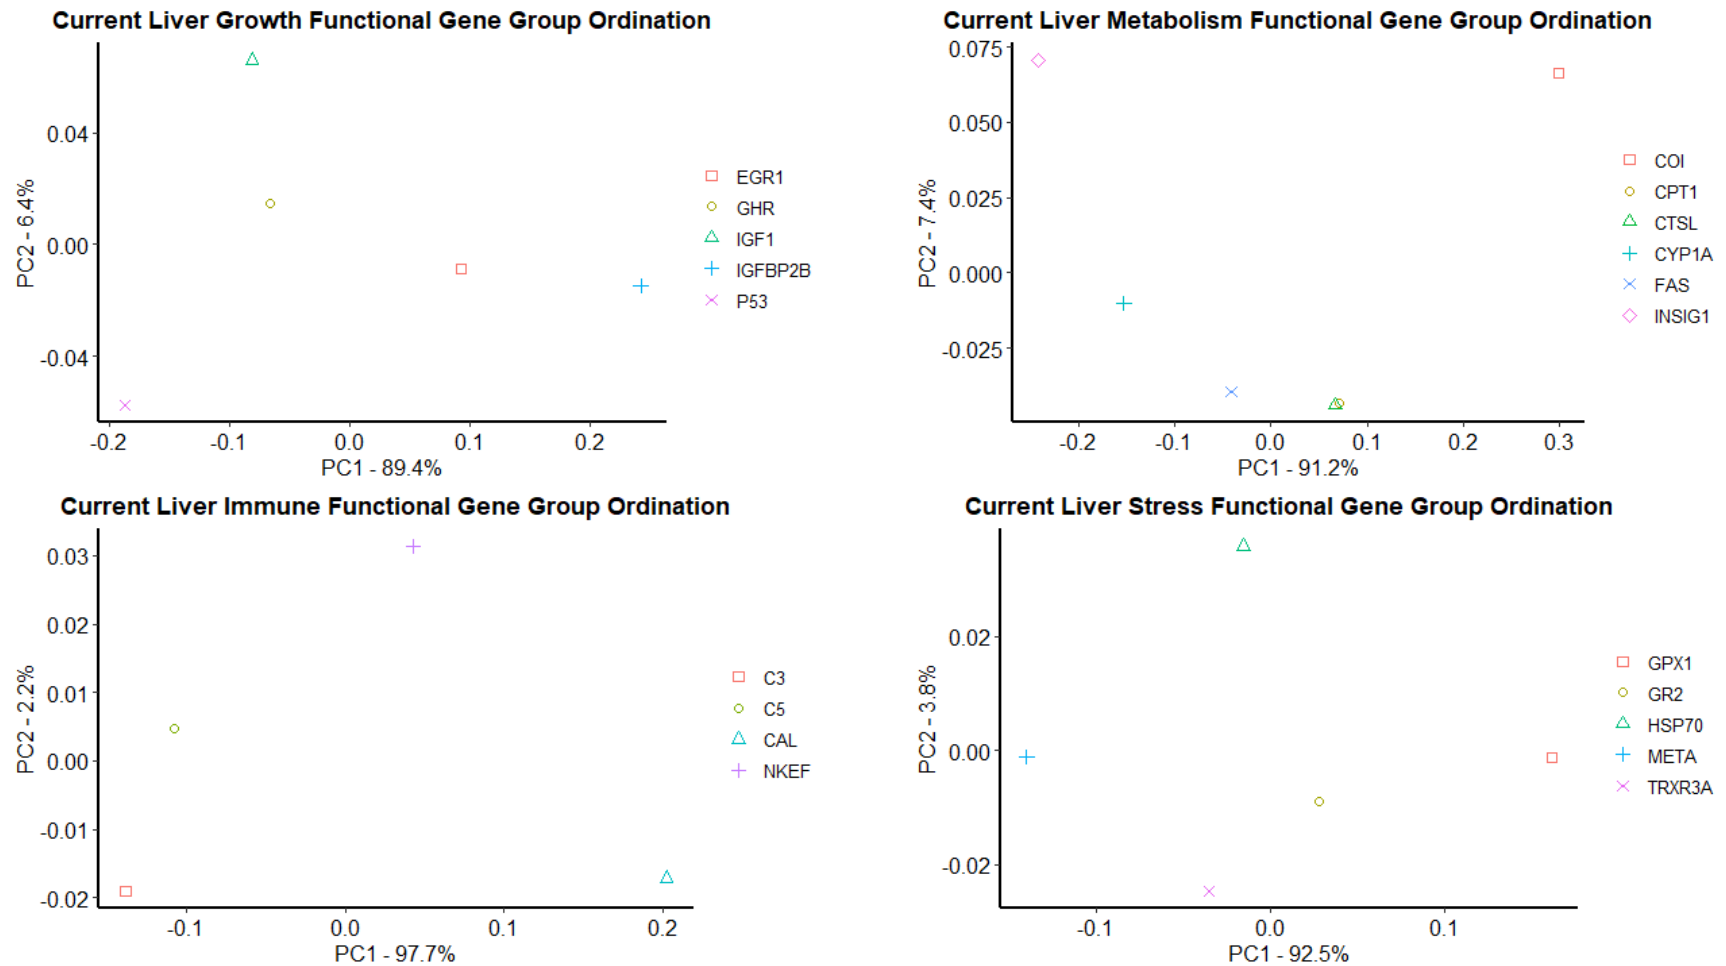 Current Liver Growth Functional Gene Group Ordination
0.04
0.00
-0.04
PC2 - 6.4%
-0.2 -0.1 0.0 0.1 0.2
PC1 - 89.4%
EGR1
GHR
IGF1
IGFBP2B
P53
Current Liver Metabolism Functional Gene Group Ordination
0.075
0.050
0.025
0.000
-0.025
PC2 - 7.4%
-0.2 -0.1 0.0 0.1 0.2 0.3
PC1 - 91.2%
COI
CPT1
CTSL
CYP1A
FAS
INSIG1
Current Liver Immune Functional Gene Group Ordination
0.03
0.02
0.01
0.00
-0.01
-0.02
PC2 - 2.2%
-0.1 0.0 0.1 0.2
PC1 - 97.7%
C3
C5
CAL
NKEF
Current Liver Stress Functional Gene Group Ordination
0.02
0.00
-0.02
PC2 - 3.8%
-0.1 0.0 0.1
PC1 - 92.5%
GPX1
GR2
HSP70
META
TRXR3A